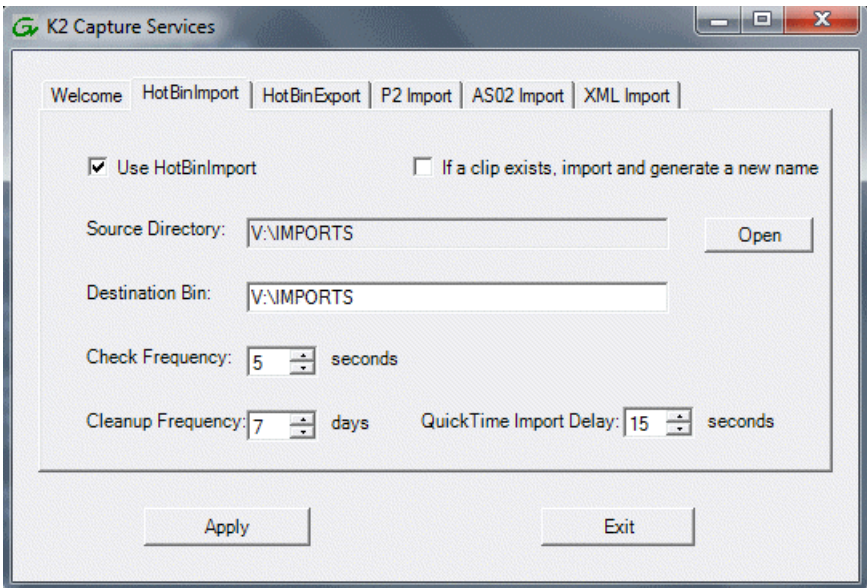 K2 Capture Services
Welcome HotBinImport HotBinExport P2 Import AS02 Import XML Import
Use HotBinImport If a clip exists, import and generate a new name
Source Directory: V:\IMPORTS Open
Destination Bin: V:\IMPORTS
Check Frequency: 5 seconds
Cleanup Frequency: 7 days QuickTime Import Delay: 15 seconds
Apply Exit